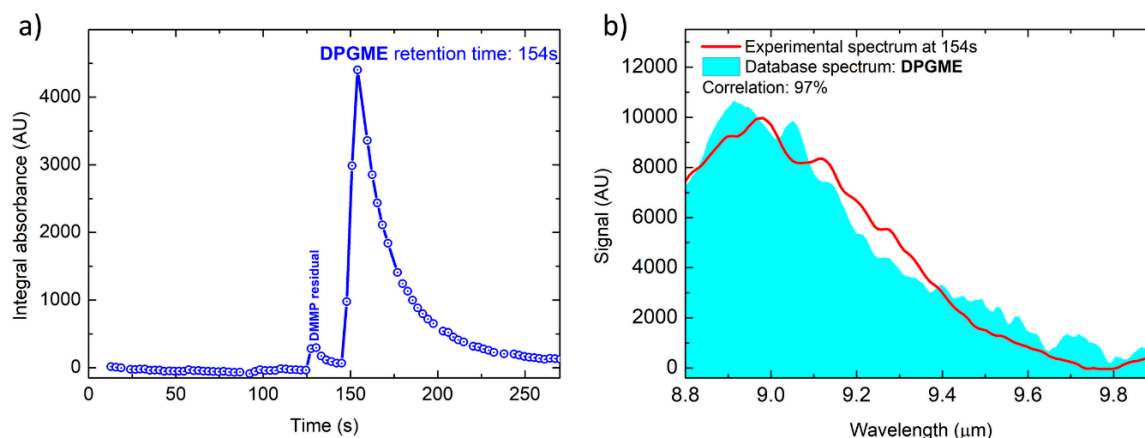 a)
DPGME retention time: 154s
4000
3000
2000
1000
0
Integral absorbance (AU)
DMMP residual
0 50 100 150 200 250
Time (s)
b)
Experimental spectrum at 154s
Database spectrum: DPGME
Correlation: 97%
12000
10000
8000
6000
4000
2000
0
Signal (AU)
8.8 9.0 9.2 9.4 9.6 9.8
Wavelength (μm)